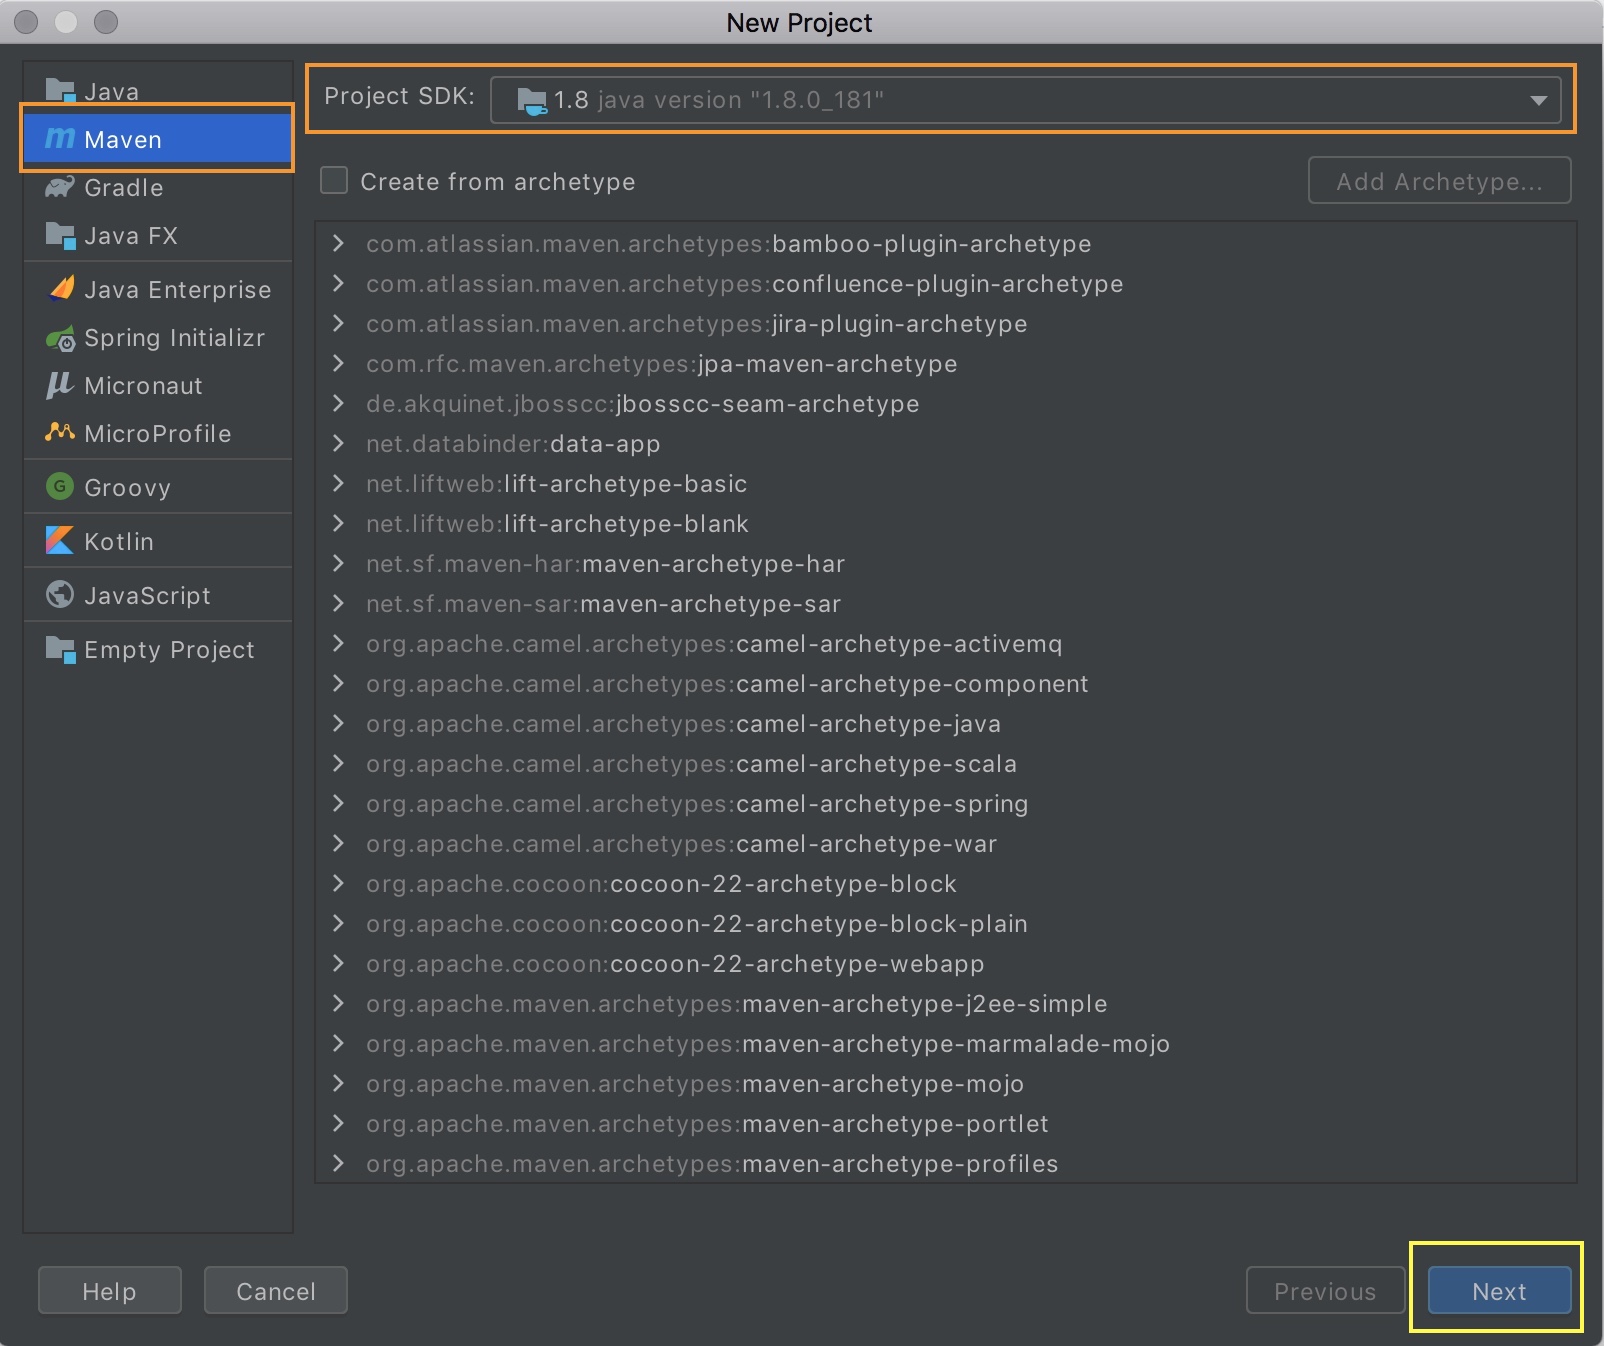 New Project
Java
Maven
Gradle
Java FX
Java Enterprise
Spring Initializr
Micronaut
MicroProfile
G Groovy
Kotlin
JavaScript
Empty Project
Project SDK: 1.8 java version "1.8.0_181"
Create from archetype
Add Archetype...
com.atlassian.maven.archetypes:bamboo-plugin-archetype
com.atlassian.maven.archetypes:confluence-plugin-archetype
com.atlassian.maven.archetypes:jira-plugin-archetype
com.rfc.maven.archetypes:jpa-maven-archetype
de.akquinet.jbosscc:jbosscc-seam-archetype
net.databinder:data-app
net.liftweb:lift-archetype-basic
net.liftweb:lift-archetype-blank
net.sf.maven-har:maven-archetype-har
net.sf.maven-sar:maven-archetype-sar
org.apache.camel.archetypes:camel-archetype-activemq
org.apache.camel.archetypes:camel-archetype-component
org.apache.camel.archetypes:camel-archetype-java
org.apache.camel.archetypes:camel-archetype-scala
org.apache.camel.archetypes:camel-archetype-spring
org.apache.camel.archetypes:camel-archetype-war
org.apache.cocoon:cocoon-22-archetype-block
org.apache.cocoon:cocoon-22-archetype-block-plain
org.apache.cocoon:cocoon-22-archetype-webapp
org.apache.maven.archetypes:maven-archetype-j2ee-simple
org.apache.maven.archetypes:maven-archetype-marmalade-mojo
org.apache.maven.archetypes:maven-archetype-mojo
org.apache.maven.archetypes:maven-archetype-portlet
org.apache.maven.archetypes:maven-archetype-profiles
Help
Cancel
Previous
Next